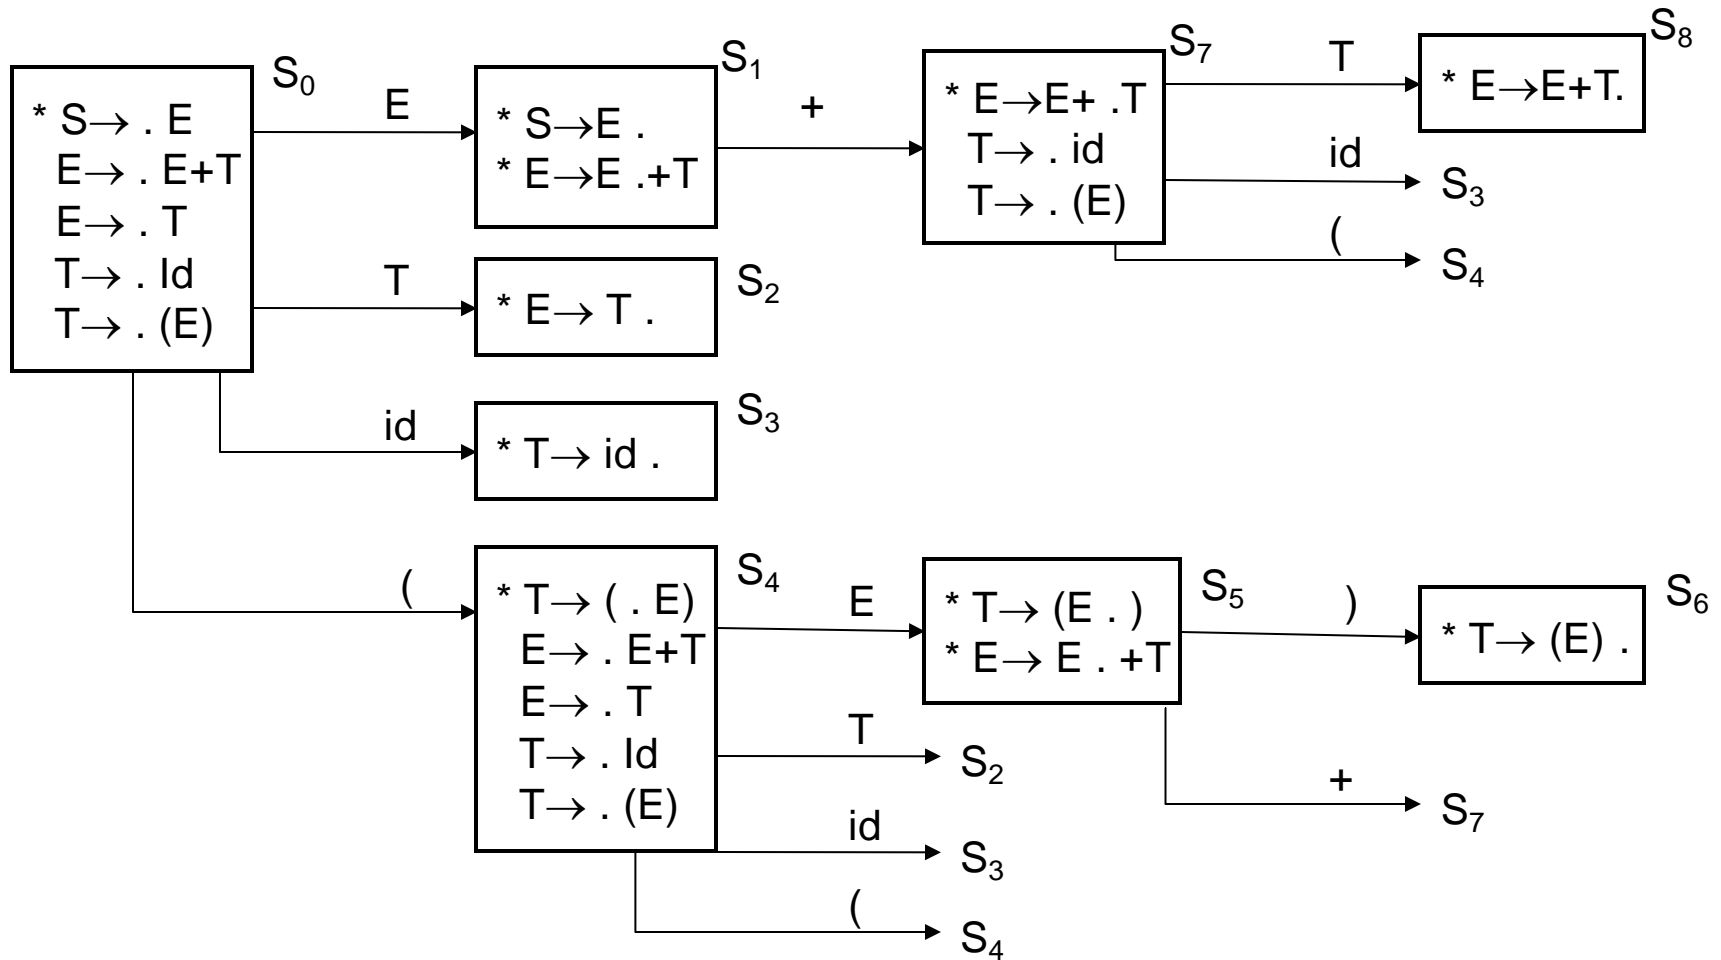 S₀
* S→ . E
E→ . E+T
E→ . T
T→ . Id
T→ . (E)
E
S₁
* S→E .
* E→E .+T
+
S₇
* E→E+ .T
T→ . id
T→ . (E)
T
S₈
* E→E+T.
id
S₃
(
S₄
T
S₂
* E→ T .
id
S₃
* T→ id .
(
S₄
* T→ ( . E)
E→ . E+T
E→ . T
T→ . Id
T→ . (E)
E
S₅
* T→ (E . )
* E→ E . +T
)
S₆
* T→ (E) .
T
S₂
+
S₇
id
S₃
(
S₄